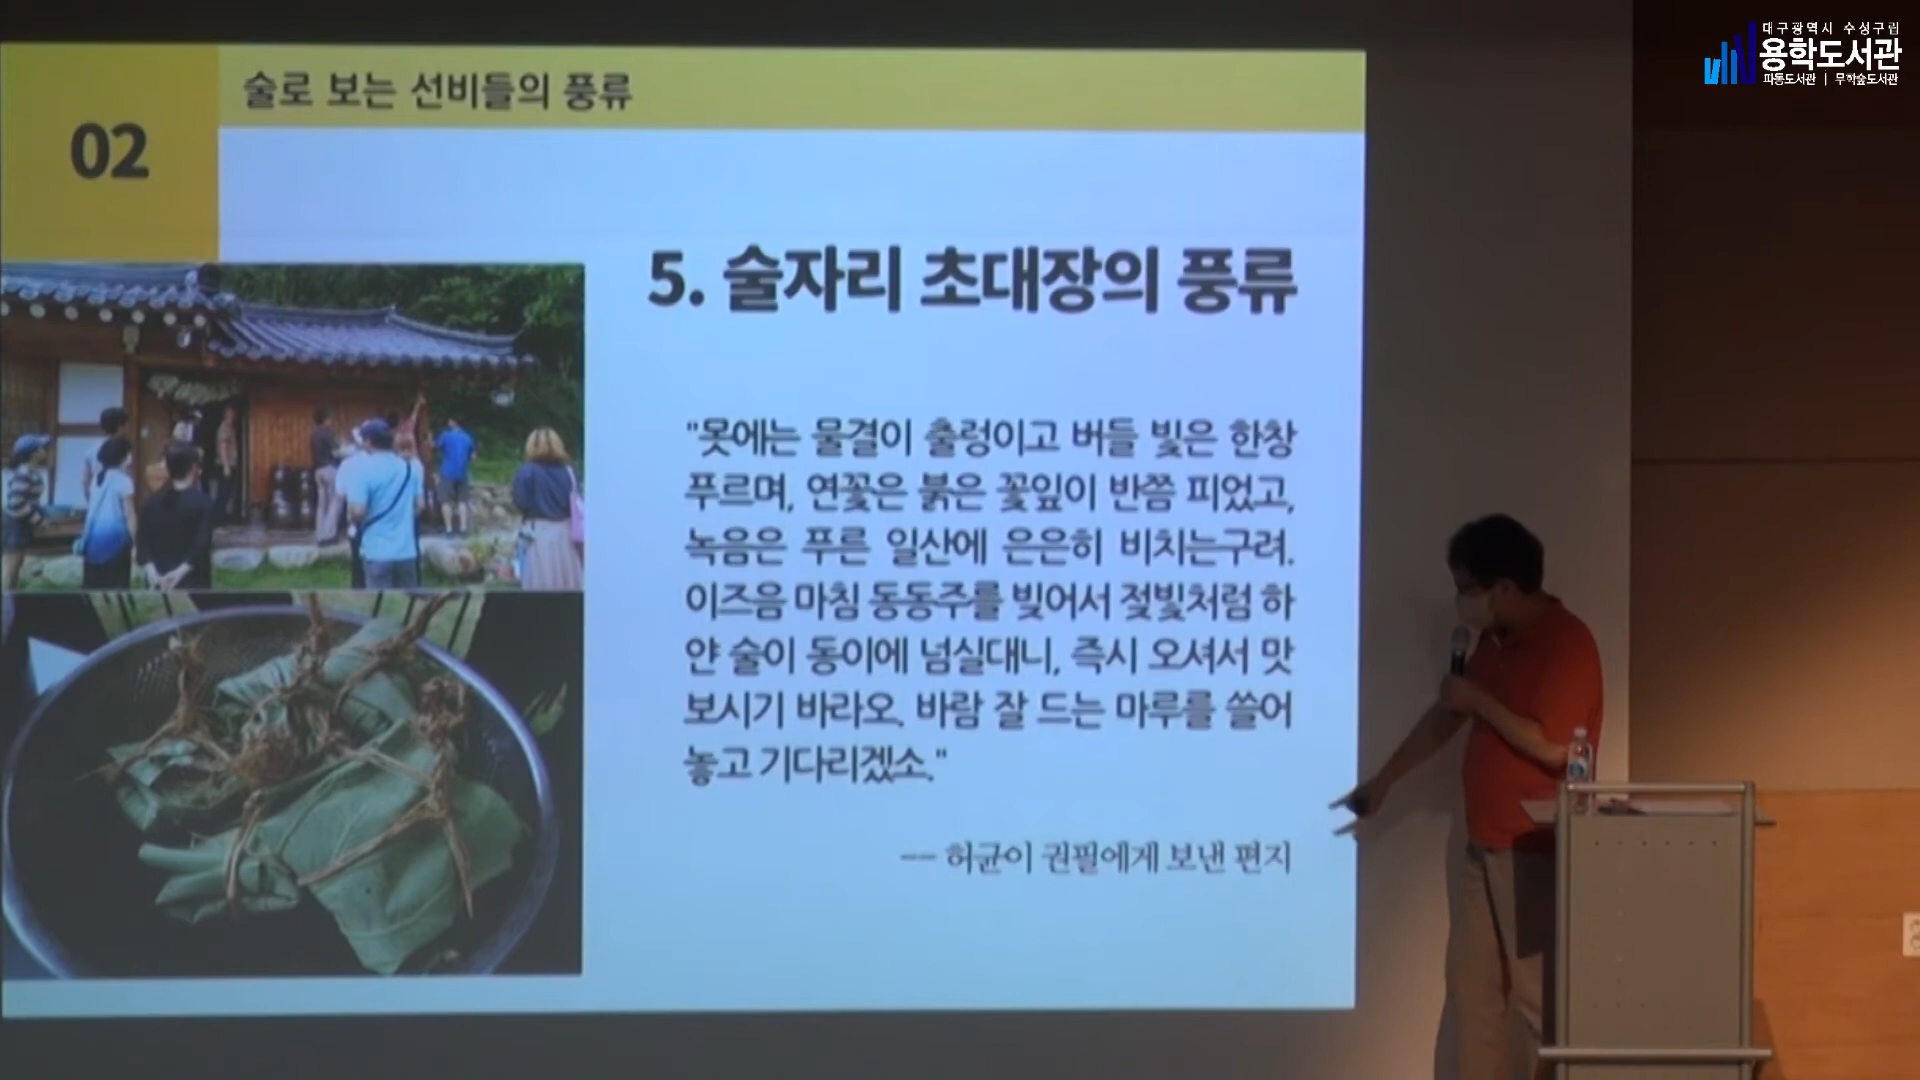 대구광역시 수성구립
용학도서관
파동도서관 | 무학숲도서관
술로 보는 선비들의 풍류
02
5. 술자리 초대장의 풍류
"못에는 물결이 출렁이고 버들 빛은 한창
푸르며, 연꽃은 붉은 꽃잎이 반쯤 피었고,
녹음은 푸른 일산에 은은히 비치는구려.
이즈음 마침 동동주를 빚어서 젖빛처럼 하
얀 술이 동이에 넘실대니, 즉시 오셔서 맛
보시기 바라오. 바람 잘 드는 마루를 쓸어
놓고 기다리겠소."
-- 허균이 권필에게 보낸 편지